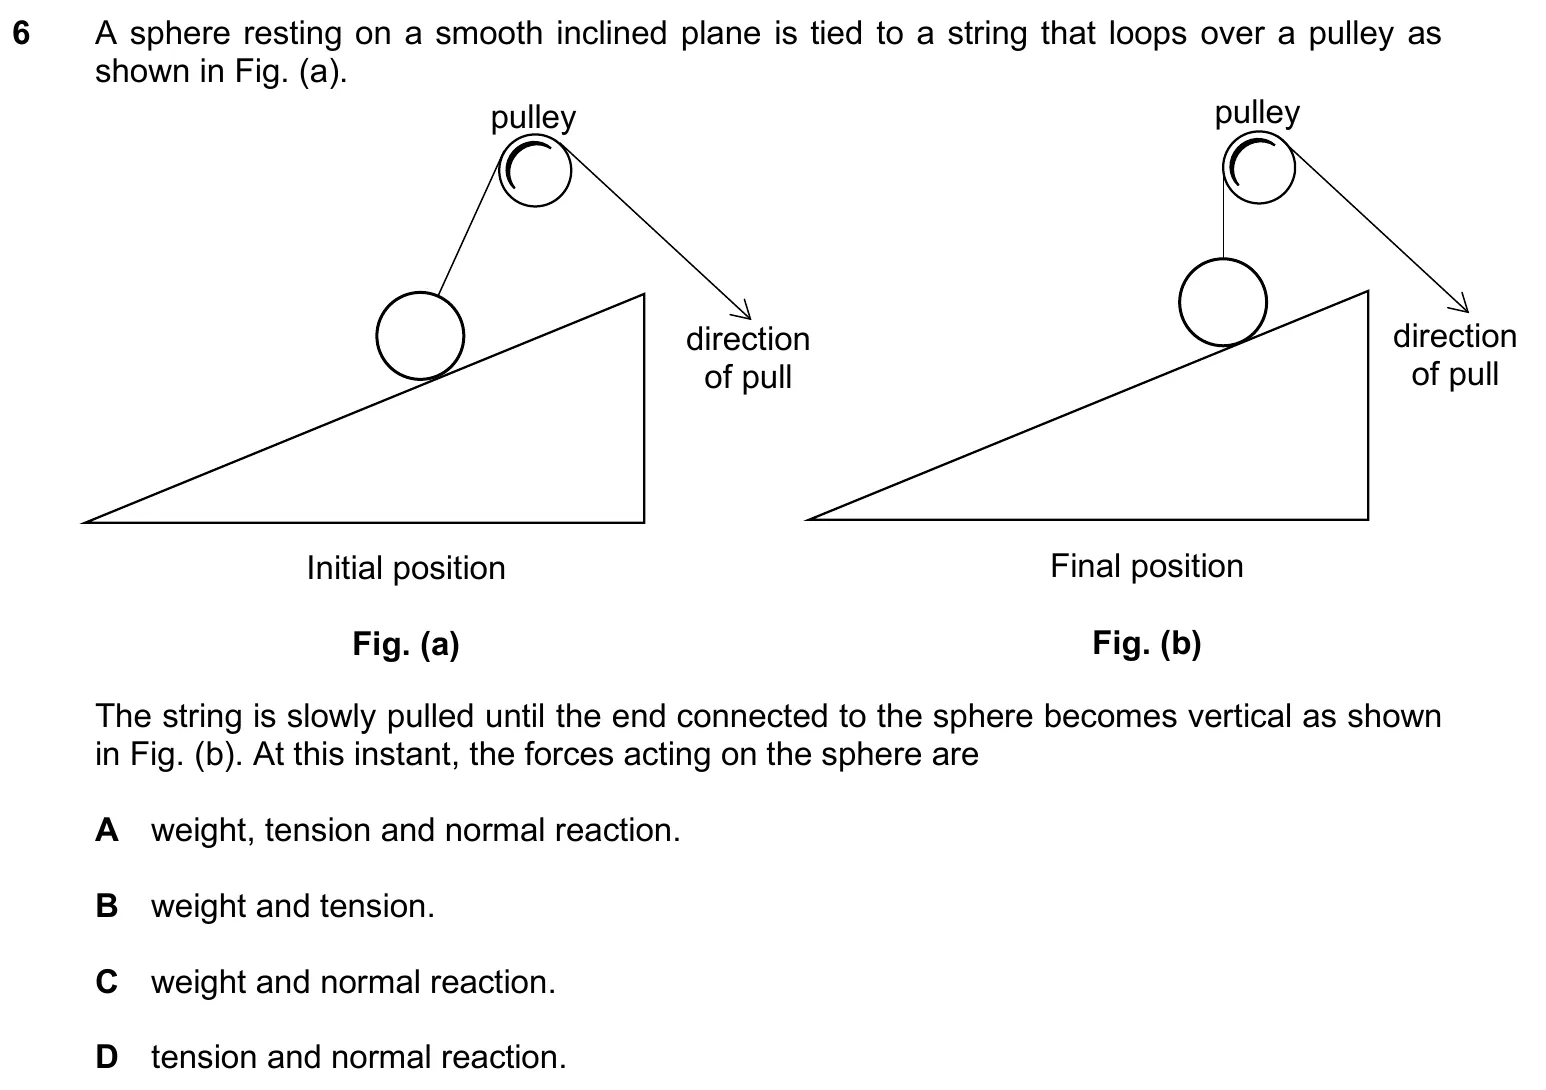 6 A sphere resting on a smooth inclined plane is tied to a string that loops over a pulley as
shown in Fig. (a).
pulley
pulley
direction
of pull
direction
of pull
Initial position
Final position
Fig. (a)
Fig. (b)
The string is slowly pulled until the end connected to the sphere becomes vertical as shown
in Fig. (b). At this instant, the forces acting on the sphere are
A weight, tension and normal reaction.
B weight and tension.
C weight and normal reaction.
D tension and normal reaction.